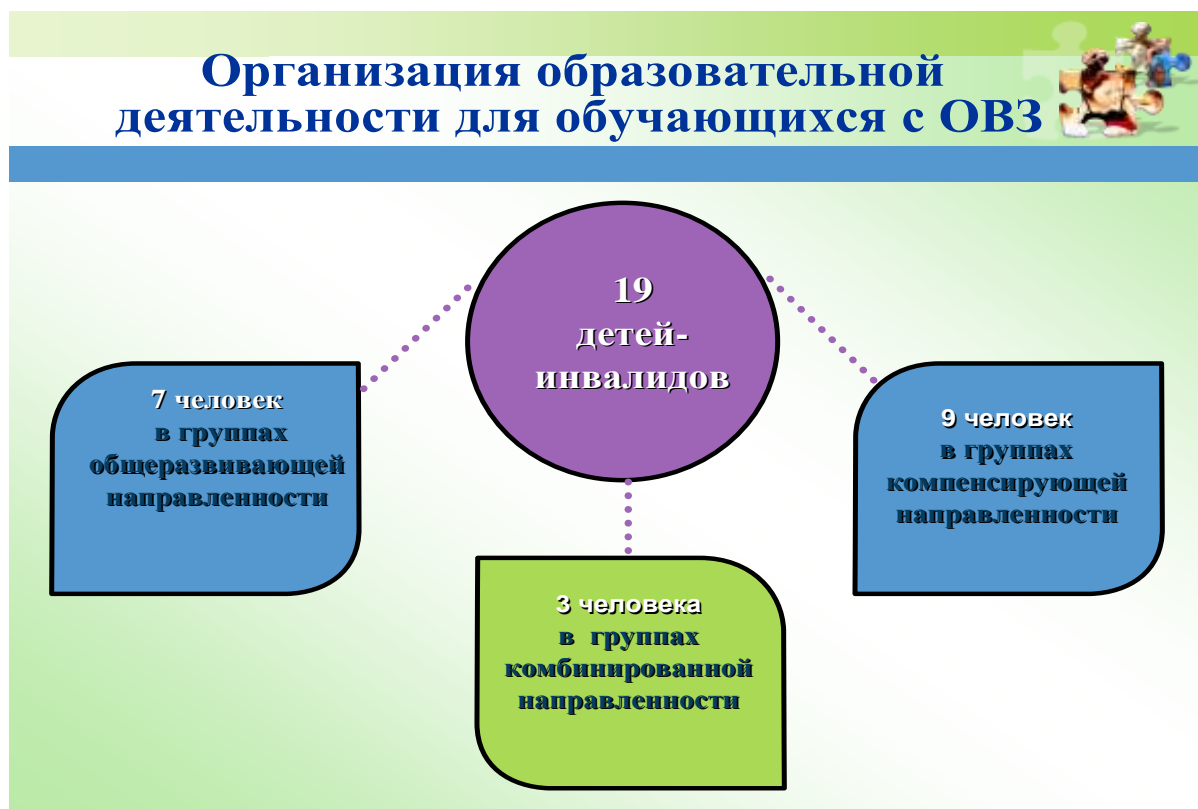 Организация образовательной
деятельности для обучающихся с ОВЗ
19
детей-
инвалидов
7 человек
в группах
общеразвивающей
направленности
9 человек
в группах
компенсирующей
направленности
3 человека
в группах
комбинированной
направленности